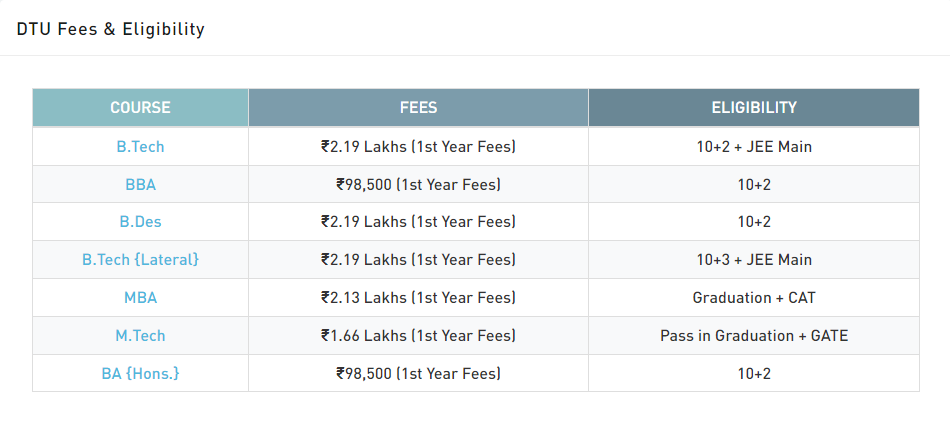 DTU Fees & Eligibility
COURSE FEES ELIGIBILITY
B.Tech ₹2.19 Lakhs (1st Year Fees) 10+2 + JEE Main
BBA ₹98,500 (1st Year Fees) 10+2
B.Des ₹2.19 Lakhs (1st Year Fees) 10+2
B.Tech {Lateral} ₹2.19 Lakhs (1st Year Fees) 10+3 + JEE Main
MBA ₹2.13 Lakhs (1st Year Fees) Graduation + CAT
M.Tech ₹1.66 Lakhs (1st Year Fees) Pass in Graduation + GATE
BA {Hons.} ₹98,500 (1st Year Fees) 10+2